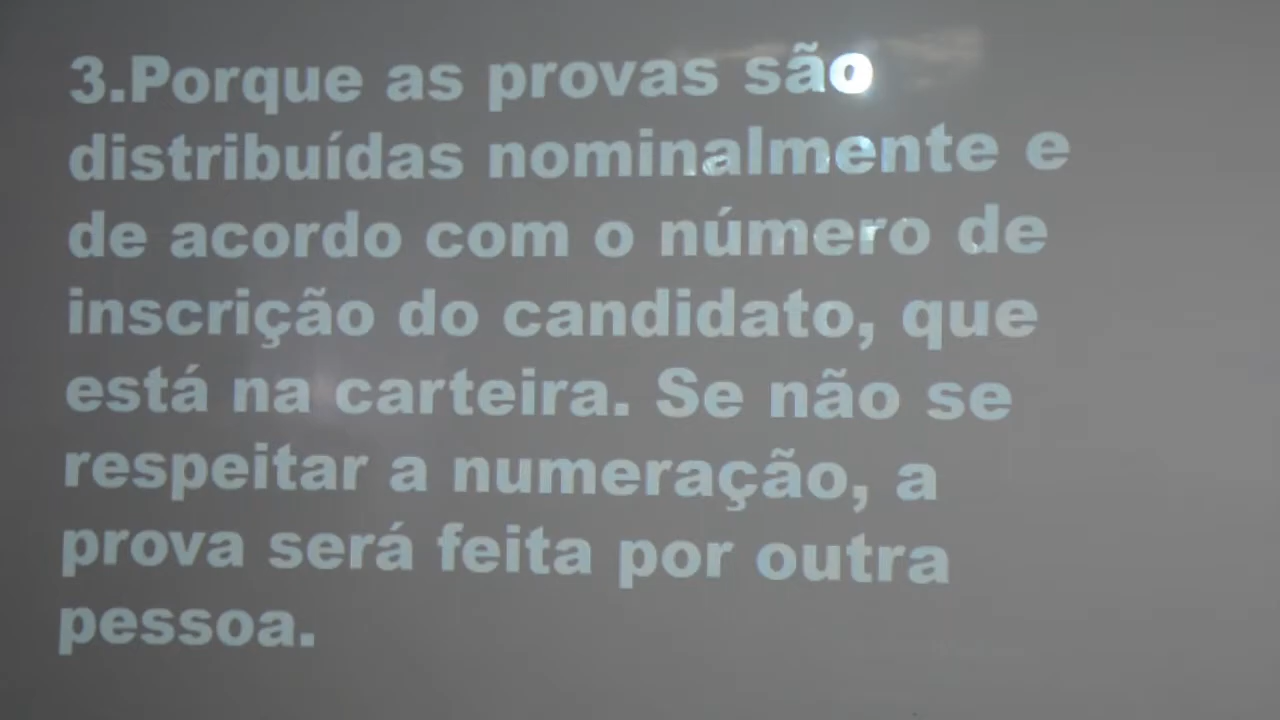 3.Porque as provas são
distribuídas nominalmente e
de acordo com o número de
inscrição do candidato, que
está na carteira. Se não se
respeitar a numeração, a
prova será feita por outra
pessoa.